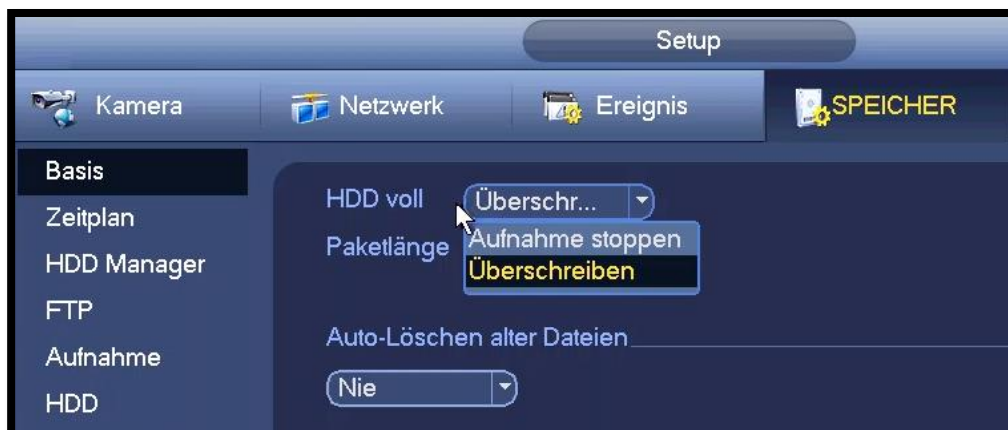 Setup
Kamera
Netzwerk
Ereignis
SPEICHER
Basis
Zeitplan
HDD Manager
FTP
Aufnahme
HDD
HDD voll Überschr...
Paketlänge
Aufnahme stoppen
Überschreiben
Auto-Löschen alter Dateien
Nie